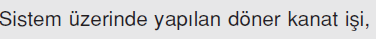 Sistem üzerinde yapılan döner kanat işi,